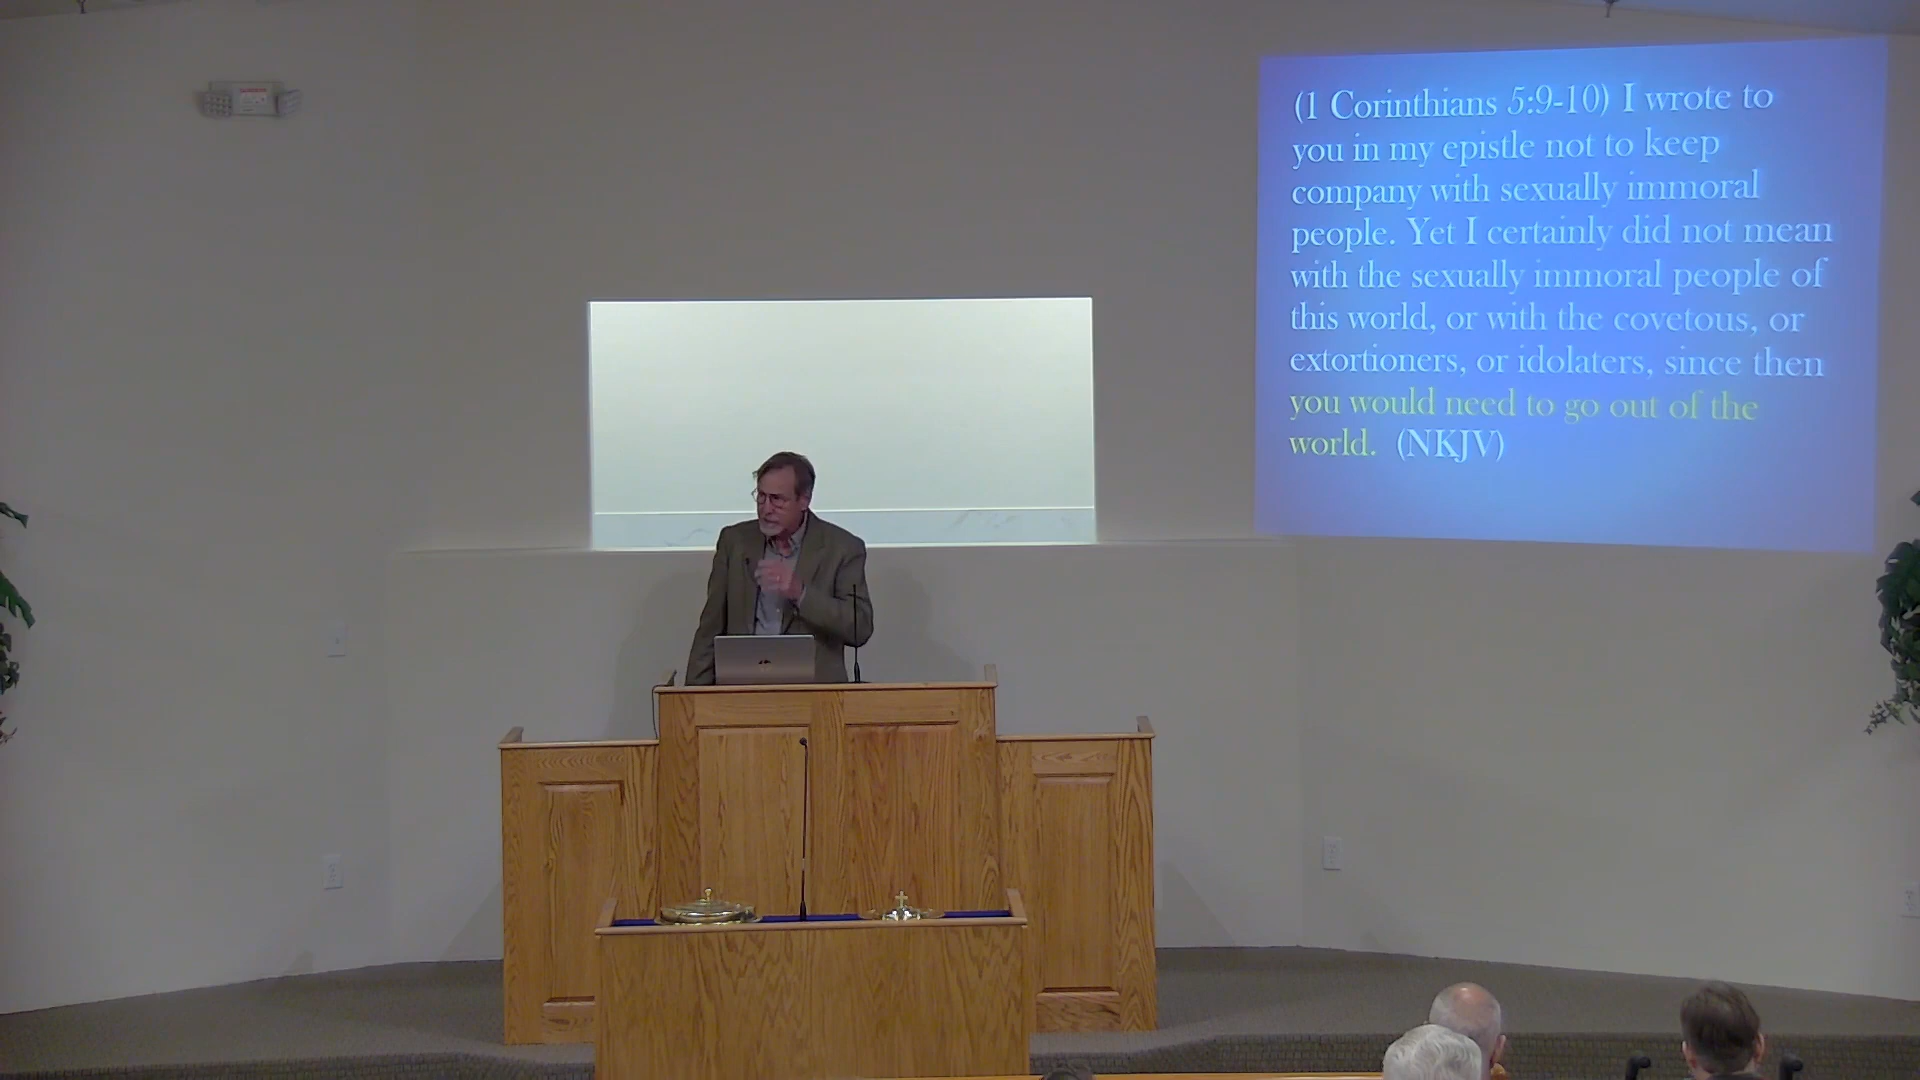 (1 Corinthians 5:9-10) I wrote to
you in my epistle not to keep
company with sexually immoral
people. Yet I certainly did not mean
with the sexually immoral people of
this world, or with the covetous, or
extortioners, or idolaters, since then
you would need to go out of the
world. (NKJV)